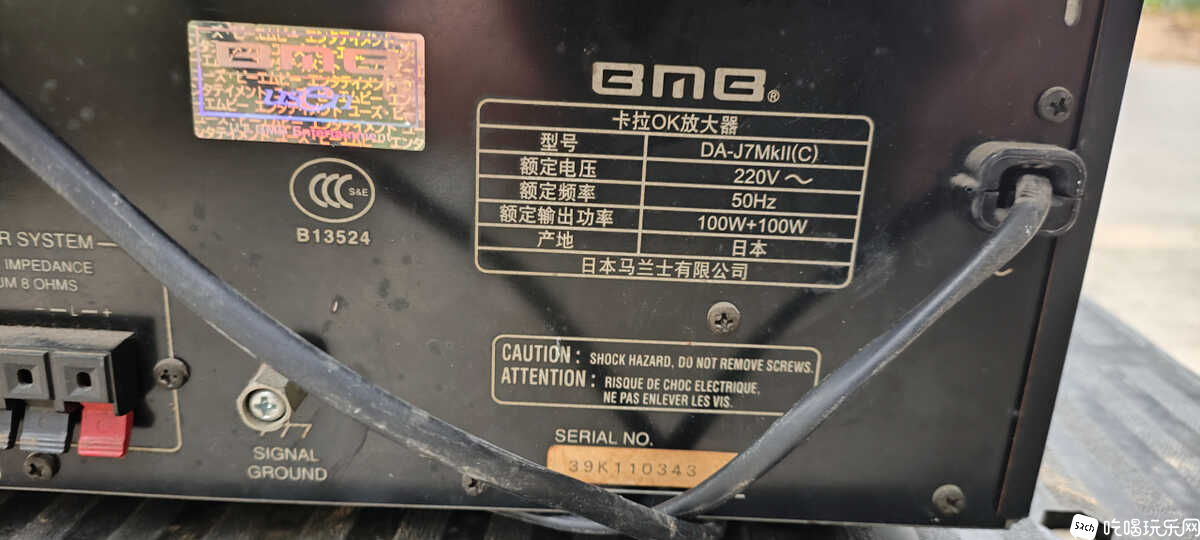 BMB
BMB Entertainment
BMB®
卡拉OK放大器
型号 DA-J7MkII(C)
额定电压 220V～
额定频率 50Hz
额定输出功率 100W+100W
产地 日本
日本马兰士有限公司
CCC S&E
B13524
R SYSTEM
IMPEDANCE
UM 8 OHMS
– L +
CAUTION : SHOCK HAZARD, DO NOT REMOVE SCREWS.
ATTENTION : RISQUE DE CHOC ELECTRIQUE.
NE PAS ENLEVER LES VIS.
SIGNAL
GROUND
SERIAL NO.
39K110343
S2ch 吃喝玩乐网